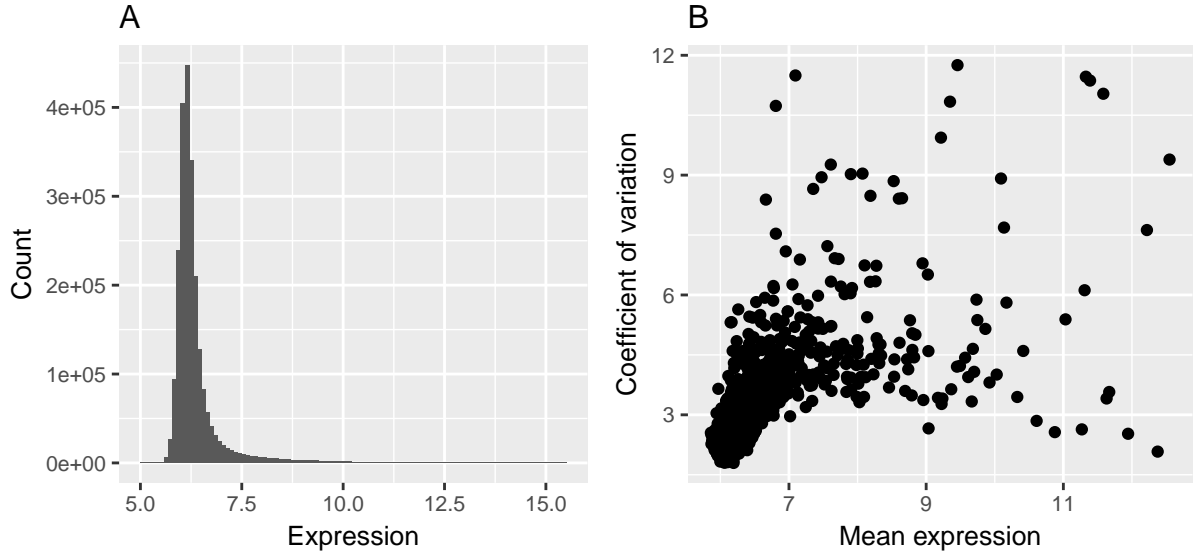 A
4e+05
3e+05
2e+05
1e+05
0e+00
Count
5.0 7.5 10.0 12.5 15.0
Expression
B
12
9
6
3
Coefficient of variation
7 9 11
Mean expression